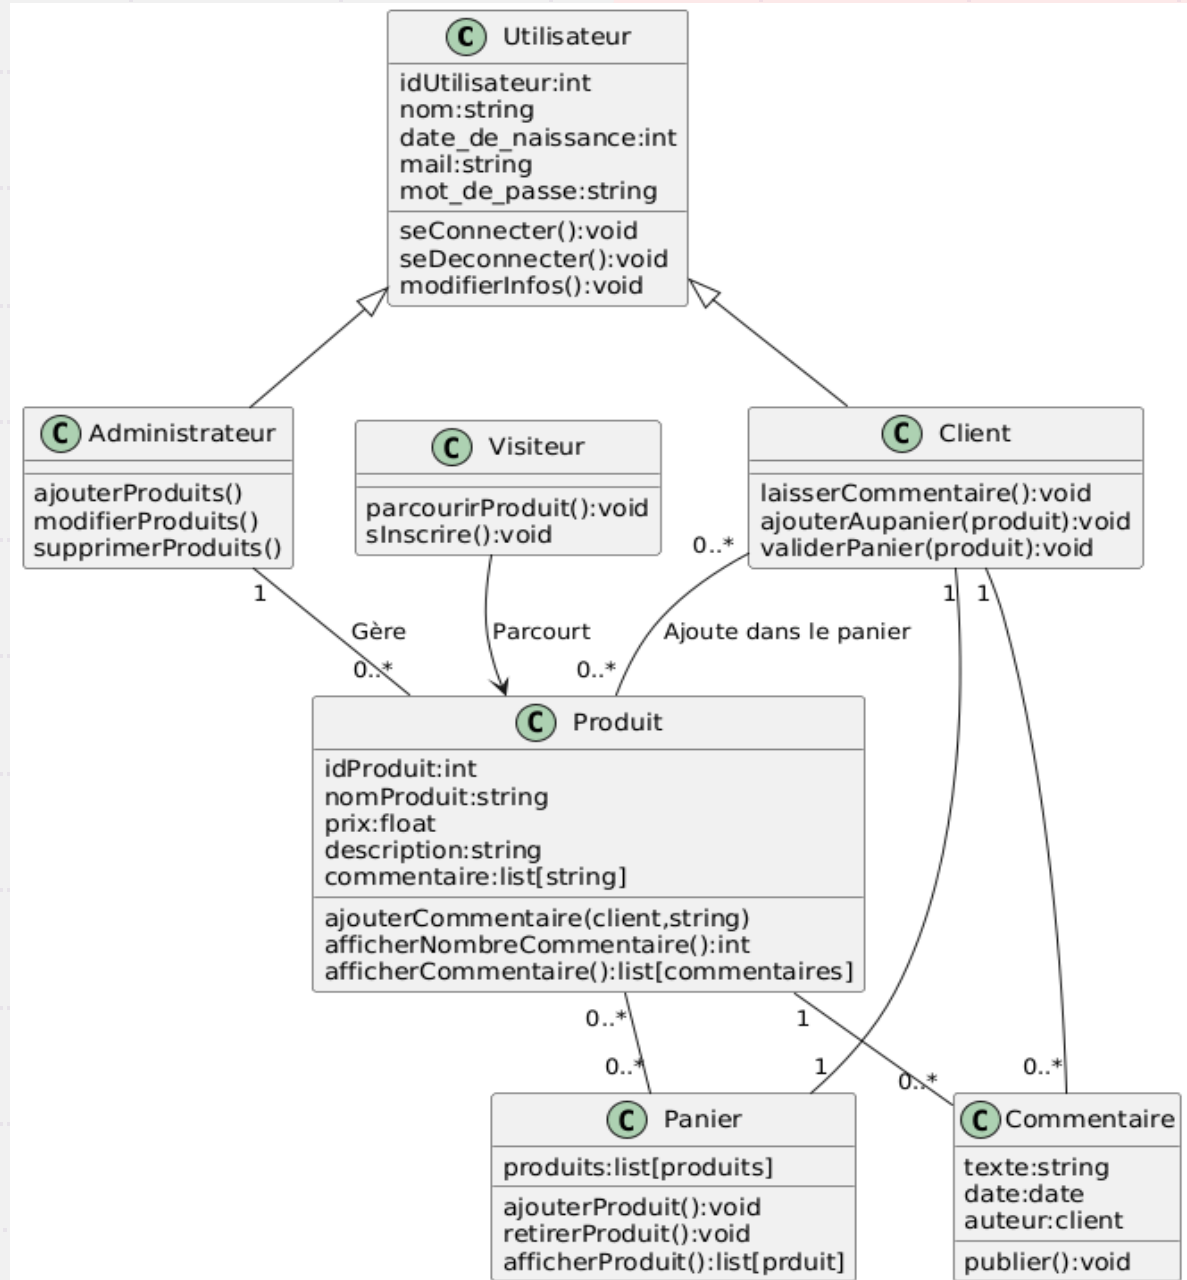 C Utilisateur
idUtilisateur:int
nom:string
date_de_naissance:int
mail:string
mot_de_passe:string
seConnecter():void
seDeconnecter():void
modifierInfos():void
C Administrateur
ajouterProduits()
modifierProduits()
supprimerProduits()
C Visiteur
parcourirProduit():void
sInscrire():void
C Client
laisserCommentaire():void
ajouterAupanier(produit):void
validerPanier(produit):void
1
Gère
0..*
Parcourt
0..*
Ajoute dans le panier
0..*
1
1
C Produit
idProduit:int
nomProduit:string
prix:float
description:string
commentaire:list[string]
ajouterCommentaire(client,string)
afficherNombreCommentaire():int
afficherCommentaire():list[commentaires]
0..*
0..*
1
1
0..*
0..*
C Panier
produits:list[produits]
ajouterProduit():void
retirerProduit():void
afficherProduit():list[prduit]
C Commentaire
texte:string
date:date
auteur:client
publier():void